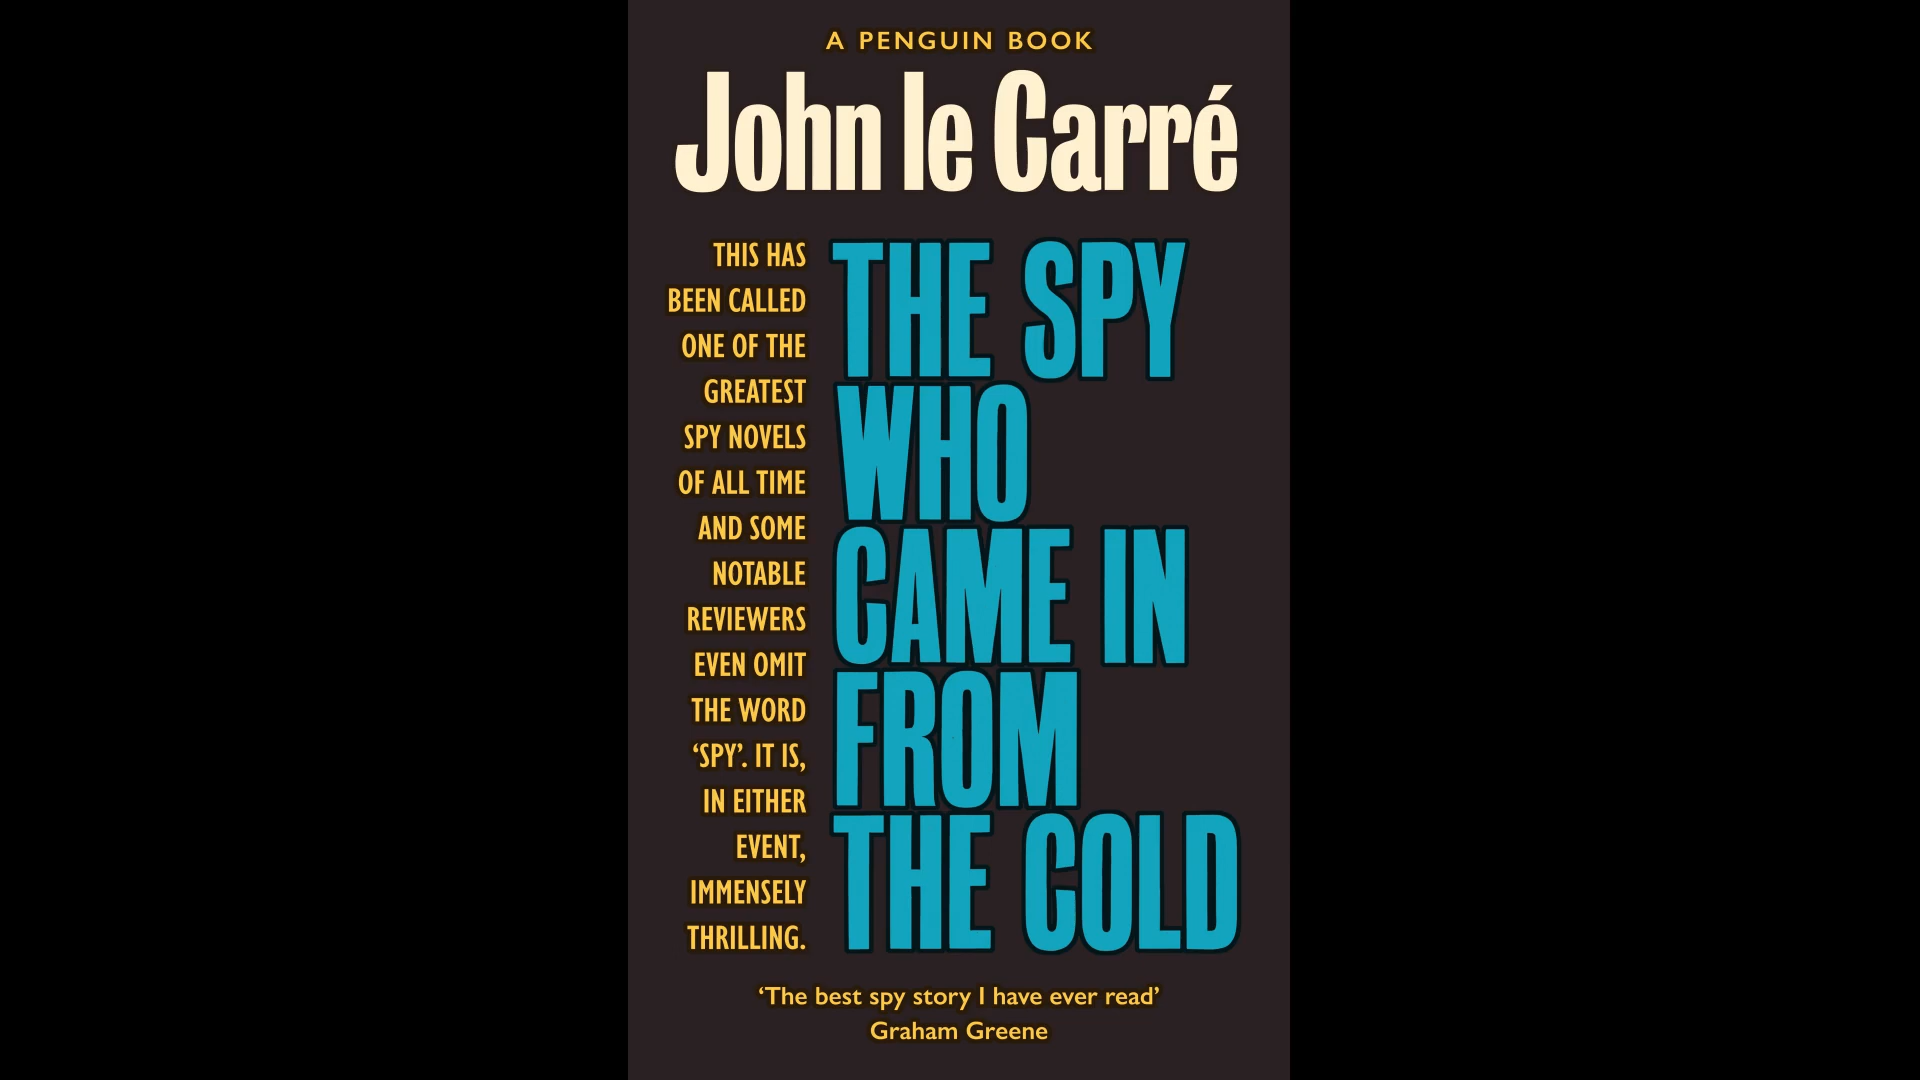 A PENGUIN BOOK
John le Carré
THIS HAS
BEEN CALLED
ONE OF THE
GREATEST
SPY NOVELS
OF ALL TIME
AND SOME
NOTABLE
REVIEWERS
EVEN OMIT
THE WORD
‘SPY’. IT IS,
IN EITHER
EVENT,
IMMENSELY
THRILLING.
THE SPY
WHO
CAME IN
FROM
THE COLD
‘The best spy story I have ever read’
Graham Greene